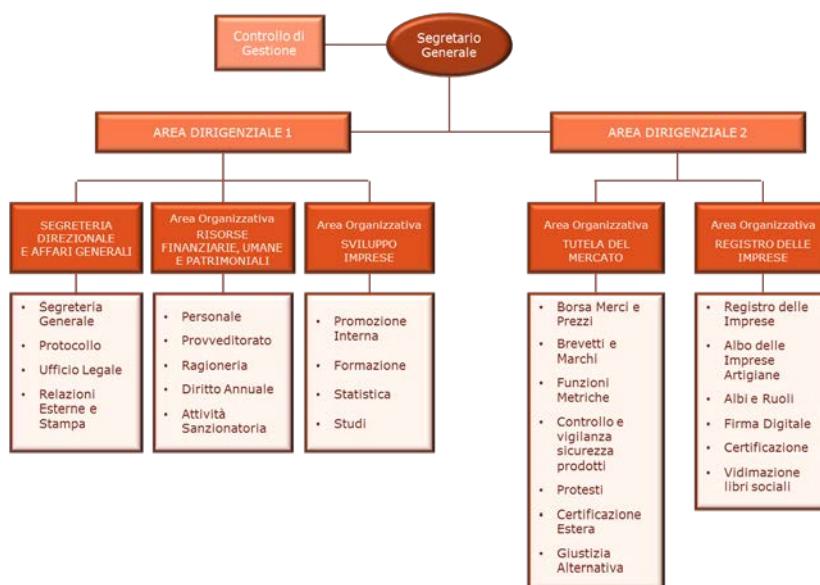 Controllo di
Gestione
Segretario
Generale
AREA DIRIGENZIALE 1
AREA DIRIGENZIALE 2
SEGRETERIA
DIREZIONALE
E AFFARI GENERALI
Area Organizzativa
RISORSE
FINANZIARIE, UMANE
E PATRIMONIALI
Area Organizzativa
SVILUPPO
IMPRESE
Area Organizzativa
TUTELA DEL
MERCATO
Area Organizzativa
REGISTRO DELLE
IMPRESE
• Segreteria
Generale
• Protocollo
• Ufficio Legale
• Relazioni
Esterne e
Stampa
• Personale
• Provveditorato
• Ragioneria
• Diritto Annuale
• Attività
Sanzionatoria
• Promozione
Interna
• Formazione
• Statistica
• Studi
• Borsa Merci e
Prezzi
• Brevetti e
Marchi
• Funzioni
Metriche
• Controllo e
vigilanza
sicurezza
prodotti
• Protesti
• Certificazione
Estera
• Giustizia
Alternativa
• Registro delle
Imprese
• Albo delle
Imprese
Artigiane
• Albi e Ruoli
• Firma Digitale
• Certificazione
• Vidimazione
libri sociali